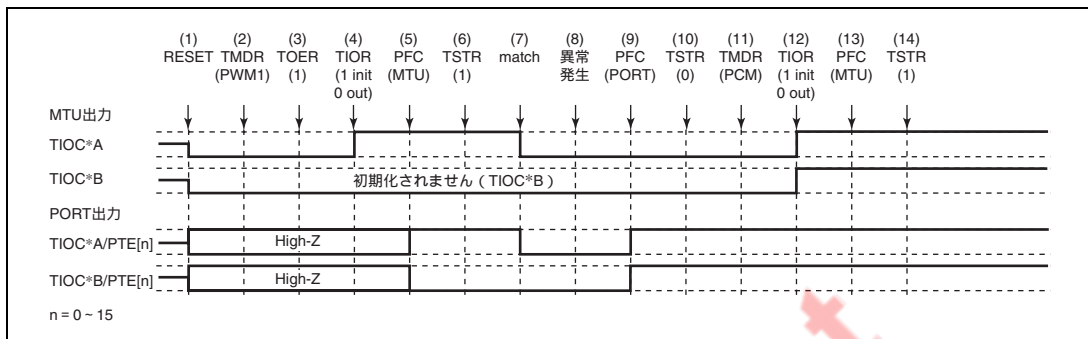 (1) (2) (3) (4) (5) (6) (7) (8) (9) (10) (11) (12) (13) (14)
RESET TMDR TOER TIOR PFC TSTR match 異常 PFC TSTR TMDR TIOR PFC TSTR
(PWM1) (1) (1 init (MTU) (1) 発生 (PORT) (0) (PCM) (1 init (MTU) (1)
0 out) 0 out)
MTU出力
TIOC*A
TIOC*B 初期化されません(TIOC*B)
PORT出力
TIOC*A/PTE[n] High-Z
TIOC*B/PTE[n] High-Z
n = 0 ~ 15